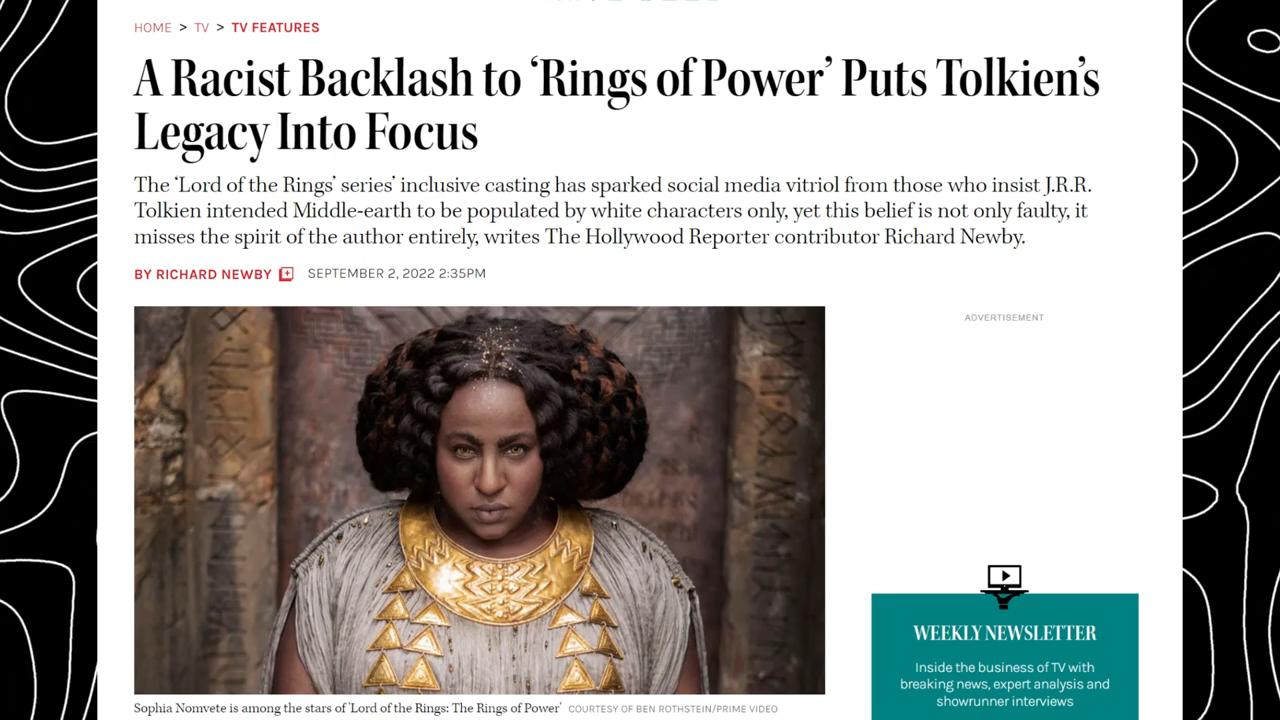 HOME > TV > TV FEATURES
A Racist Backlash to ‘Rings of Power’ Puts Tolkien’s
Legacy Into Focus
The ‘Lord of the Rings’ series’ inclusive casting has sparked social media vitriol from those who insist J.R.R.
Tolkien intended Middle-earth to be populated by white characters only, yet this belief is not only faulty, it
misses the spirit of the author entirely, writes The Hollywood Reporter contributor Richard Newby.
BY RICHARD NEWBY SEPTEMBER 2, 2022 2:35PM
ADVERTISEMENT
WEEKLY NEWSLETTER
Inside the business of TV with
breaking news, expert analysis and
showrunner interviews
Sophia Nomvete is among the stars of 'Lord of the Rings: The Rings of Power' COURTESY OF BEN ROTHSTEIN/PRIME VIDEO